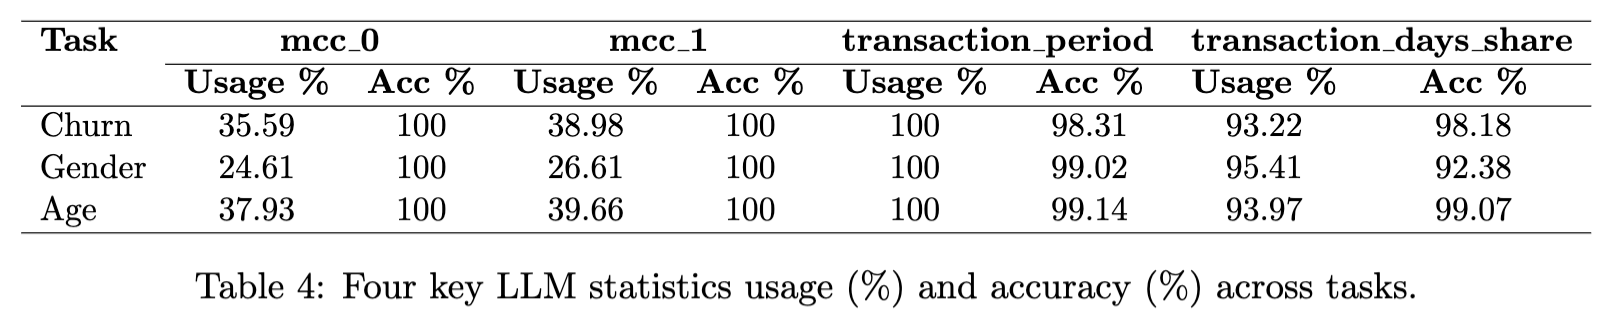 Task mcc_0 mcc_1 transaction_period transaction_days_share
Usage % Acc % Usage % Acc % Usage % Acc % Usage % Acc %
Churn 35.59 100 38.98 100 100 98.31 93.22 98.18
Gender 24.61 100 26.61 100 100 99.02 95.41 92.38
Age 37.93 100 39.66 100 100 99.14 93.97 99.07
Table 4: Four key LLM statistics usage (%) and accuracy (%) across tasks.